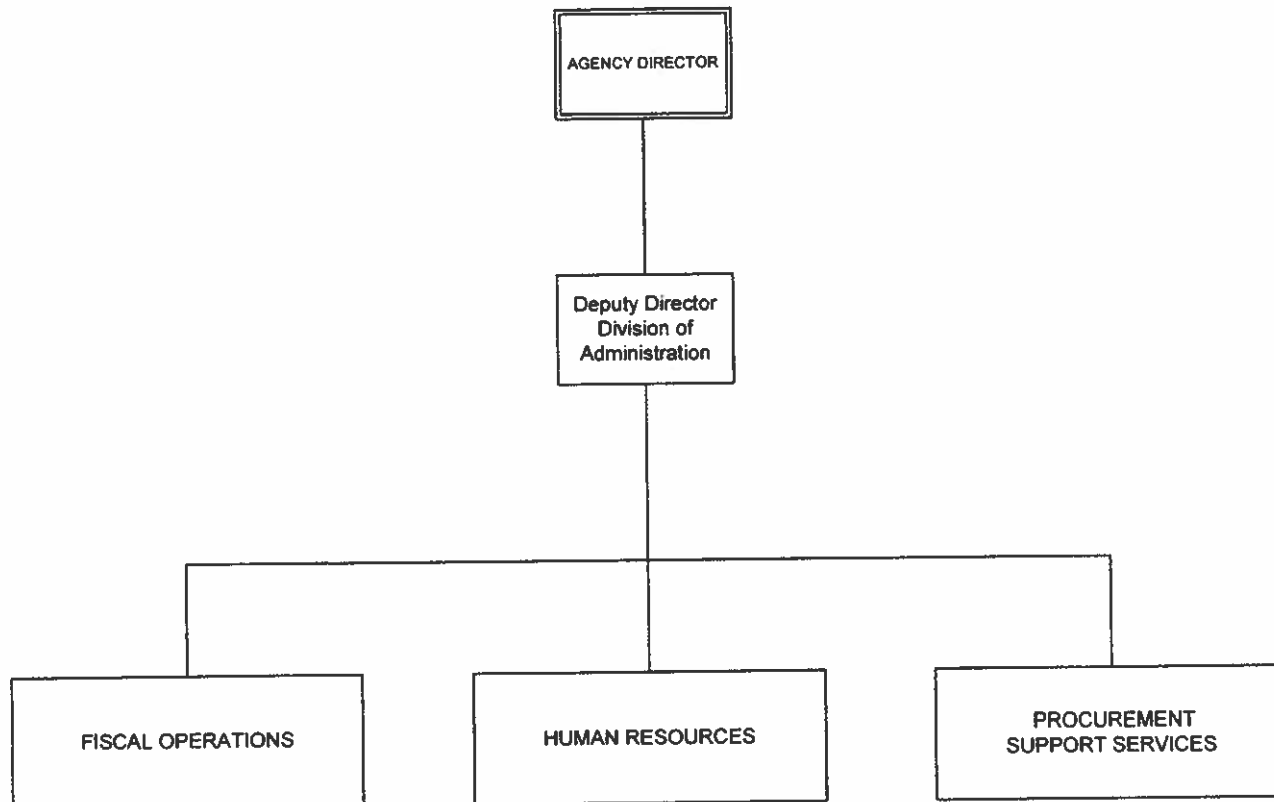 AGENCY DIRECTOR
Deputy Director
Division of
Administration
FISCAL OPERATIONS
HUMAN RESOURCES
PROCUREMENT
SUPPORT SERVICES